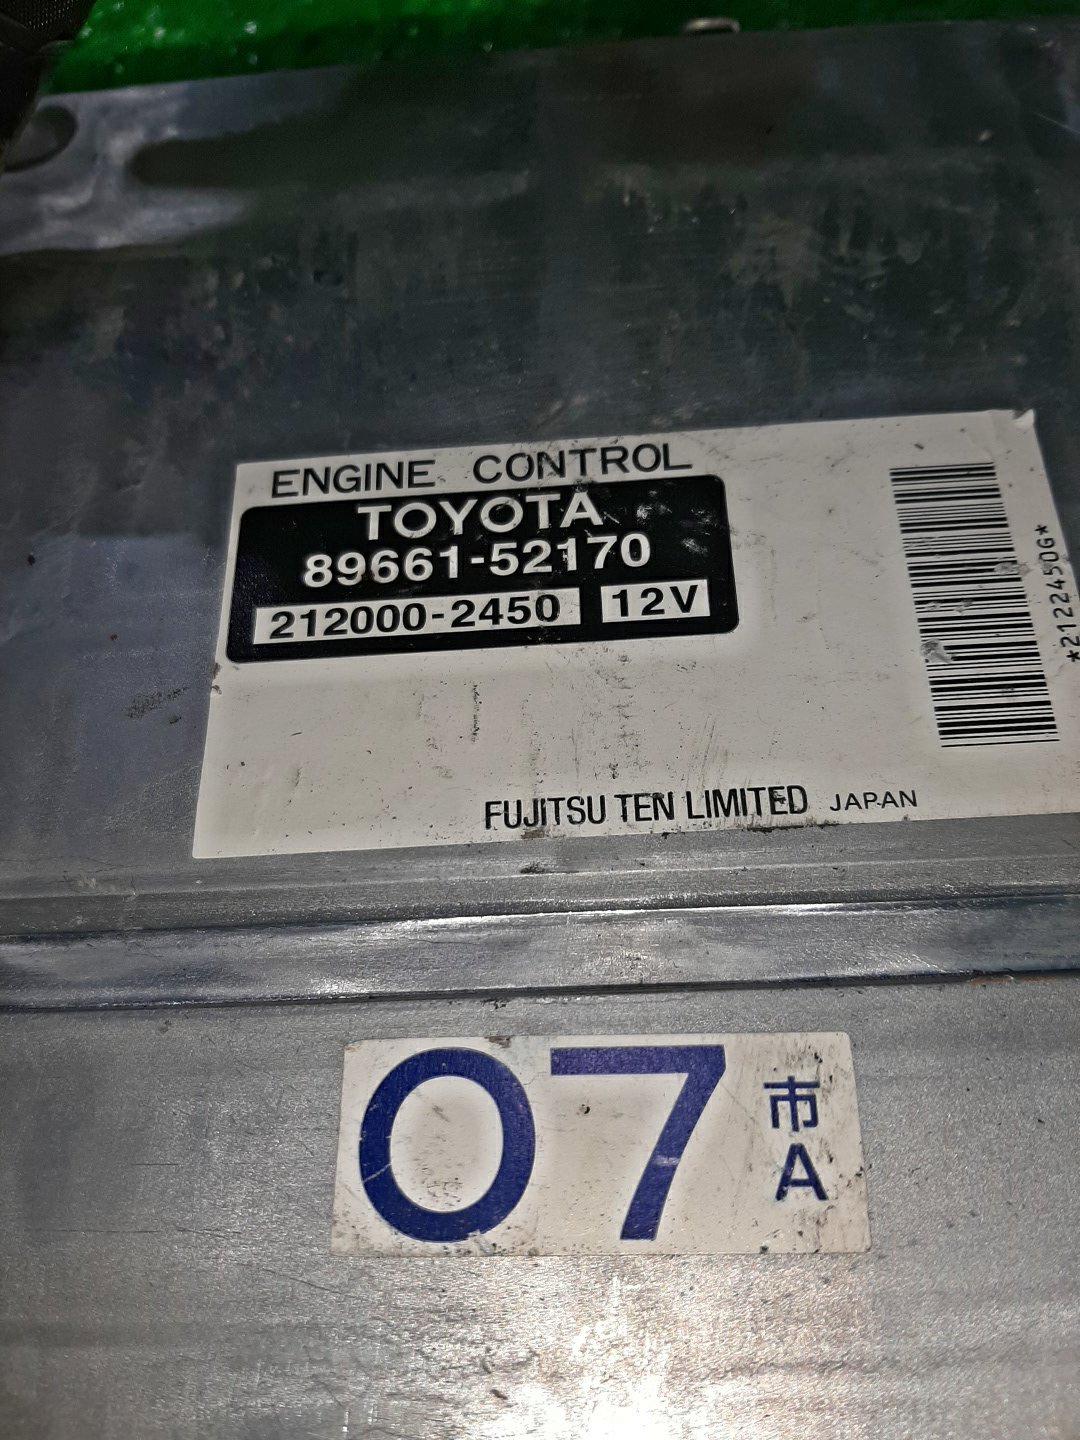 ENGINE CONTROL
TOYOTA
89661-52170
212000-2450 12V
*2122450G*
FUJITSU TEN LIMITED JAPAN
07 市
A